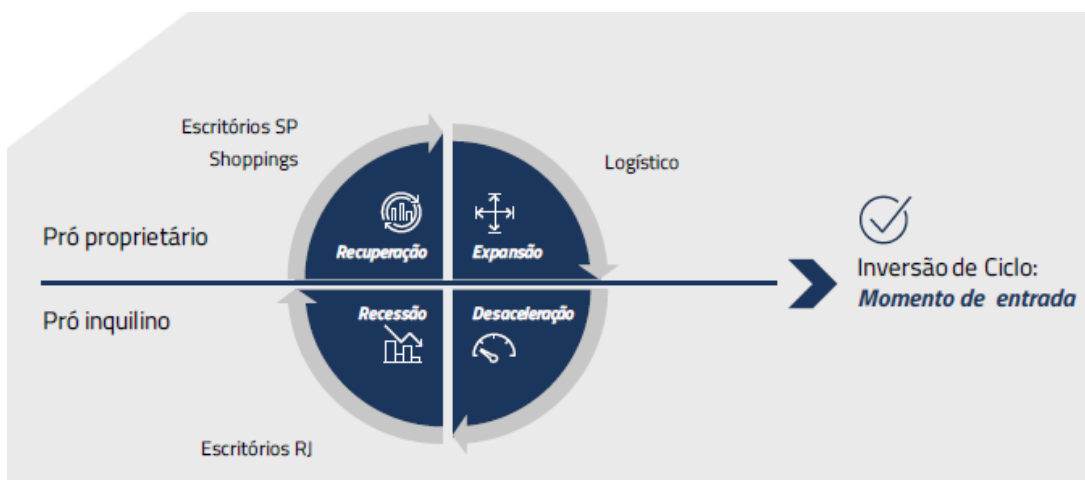 Escritórios SP
Shoppings
Logístico
Pró proprietário
Recuperação
Expansão
Inversão de Ciclo:
Momento de entrada
Pró inquilino
Recessão
Desaceleração
Escritórios RJ